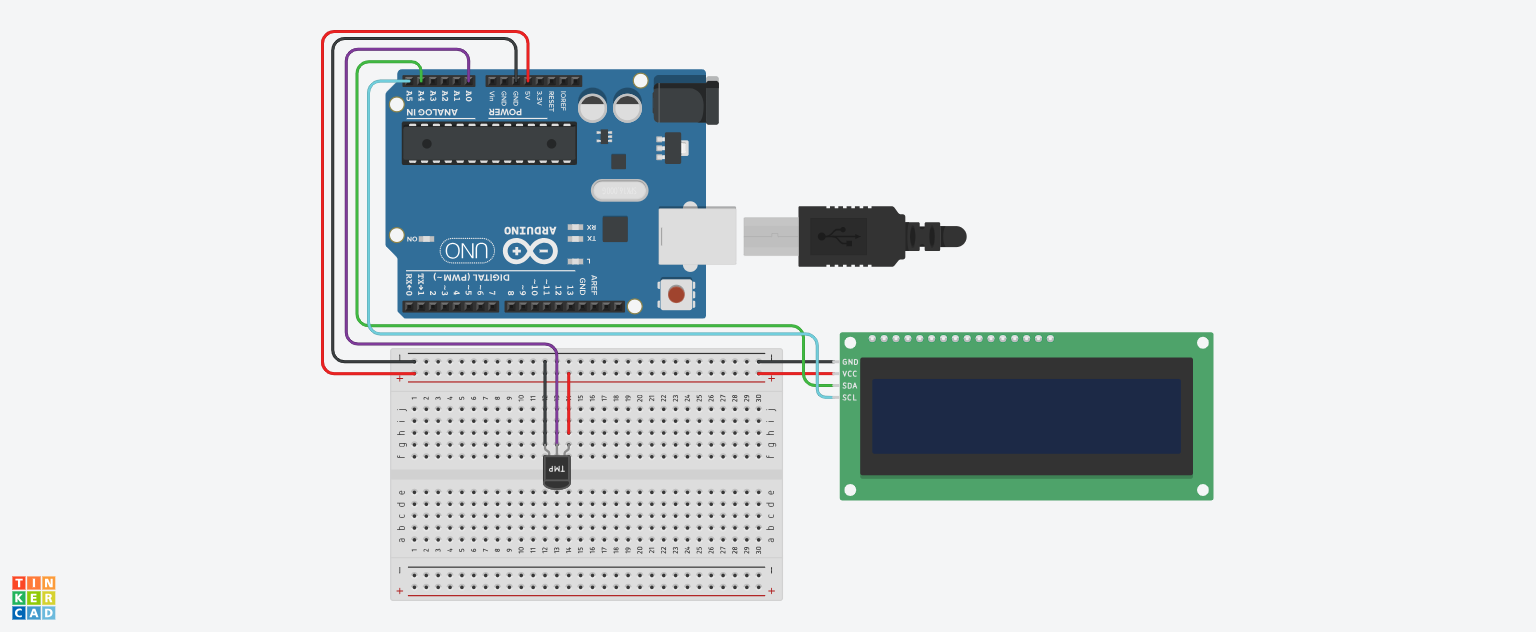 A5 A4 A3 A2 A1 A0
Vin GND GND 5V 3.3V RESET IOREF
ANALOG IN
POWER
ARDUINO
UNO
ON
RX
TX
L
DIGITAL (PWM~)
RX←0 TX→1 2 ~3 4 ~5 ~6 7
8 ~9 ~10 ~11 12 13 GND AREF
GND
VCC
SDA
SCL
− −
+ +
1 2 3 4 5 6 7 8 9 10 11 12 13 14 15 16 17 18 19 20 21 22 23 24 25 26 27 28 29 30
j j
i i
h h
g g
f f
TMP
e e
d d
c c
b b
a a
1 2 3 4 5 6 7 8 9 10 11 12 13 14 15 16 17 18 19 20 21 22 23 24 25 26 27 28 29 30
− −
+ +
TIN
KER
CAD